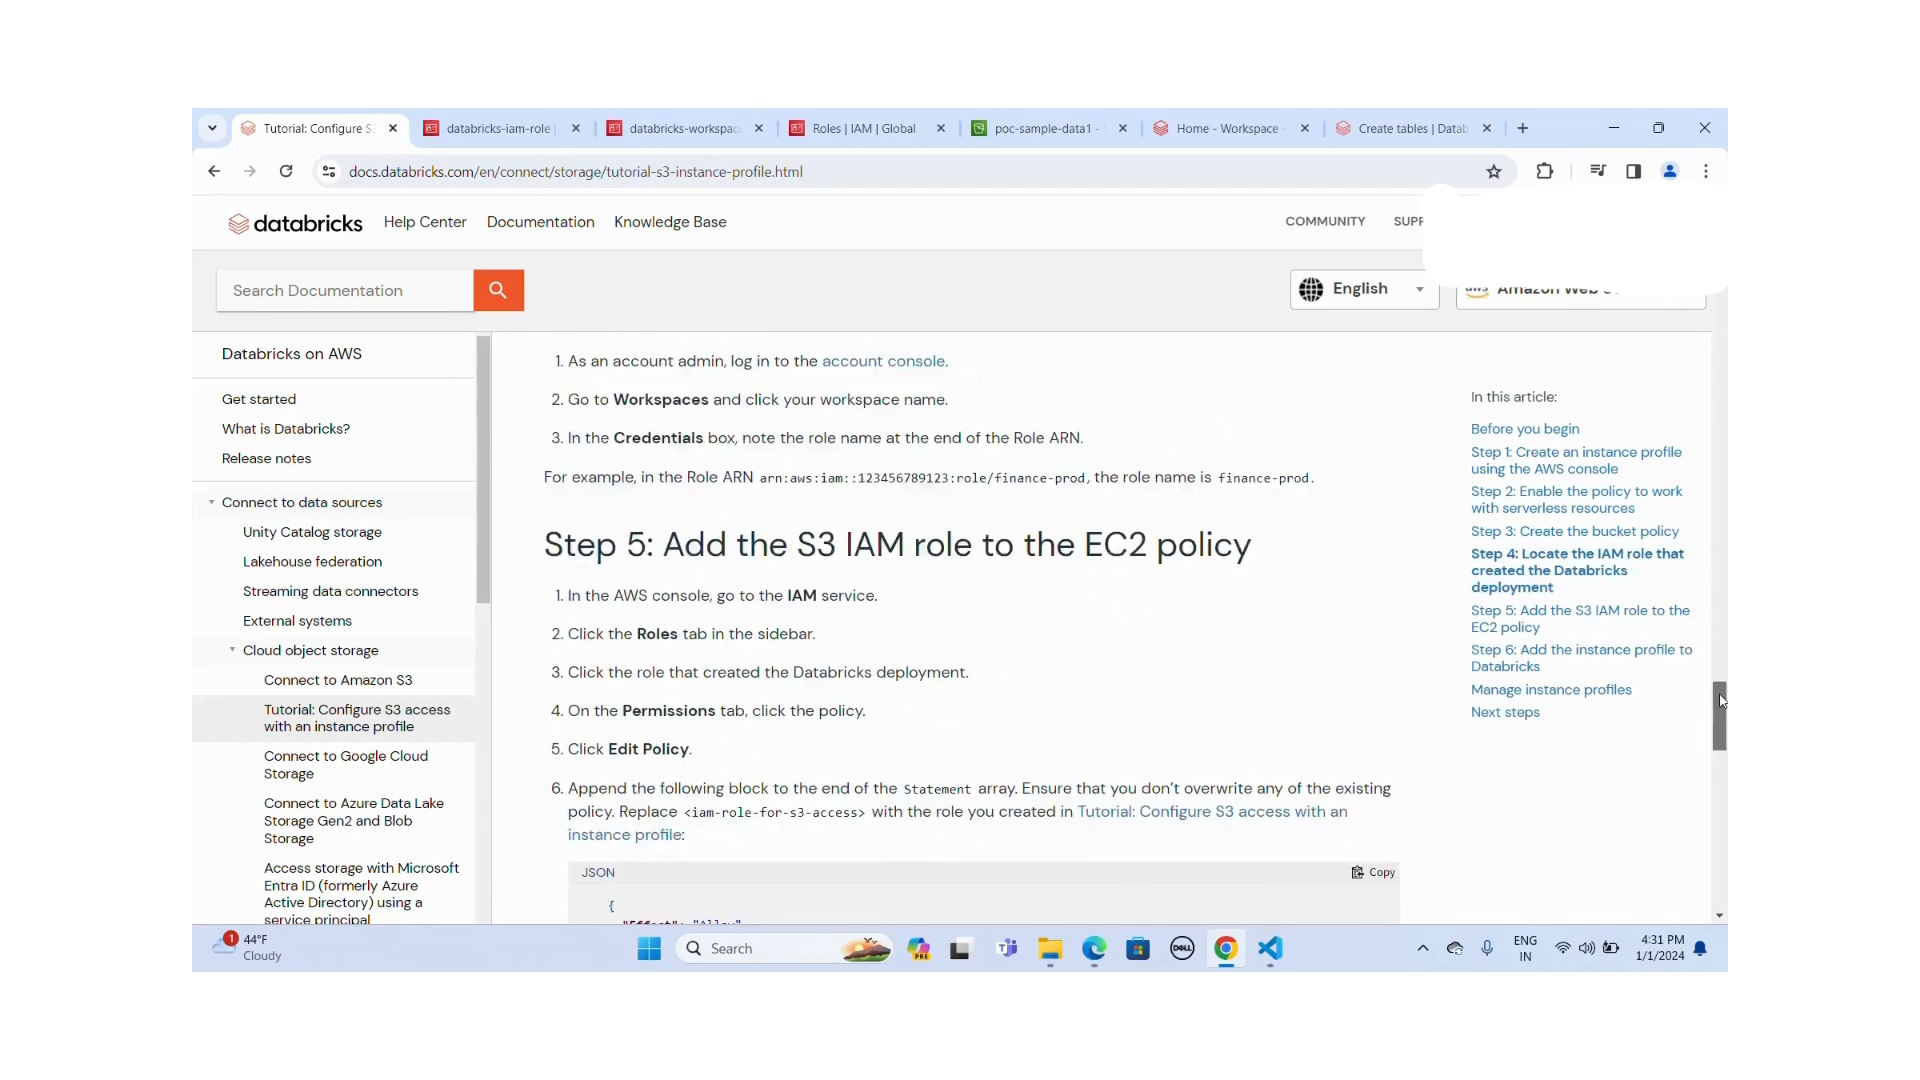 Tutorial: Configure S
databricks-iam-role
databricks-workspac
Roles | IAM | Global
poc-sample-data1 -
Home - Workspace -
Create tables | Datab
docs.databricks.com/en/connect/storage/tutorial-s3-instance-profile.html
databricks
Help Center
Documentation
Knowledge Base
COMMUNITY
SUPP
Search Documentation
English
aws Amazon Web
Databricks on AWS
Get started
What is Databricks?
Release notes
Connect to data sources
Unity Catalog storage
Lakehouse federation
Streaming data connectors
External systems
Cloud object storage
Connect to Amazon S3
Tutorial: Configure S3 access
with an instance profile
Connect to Google Cloud
Storage
Connect to Azure Data Lake
Storage Gen2 and Blob
Storage
Access storage with Microsoft
Entra ID (formerly Azure
Active Directory) using a
service principal
1. As an account admin, log in to the account console.
2. Go to Workspaces and click your workspace name.
3. In the Credentials box, note the role name at the end of the Role ARN.
For example, in the Role ARN arn:aws:iam::123456789123:role/finance-prod, the role name is finance-prod.
Step 5: Add the S3 IAM role to the EC2 policy
1. In the AWS console, go to the IAM service.
2. Click the Roles tab in the sidebar.
3. Click the role that created the Databricks deployment.
4. On the Permissions tab, click the policy.
5. Click Edit Policy.
6. Append the following block to the end of the Statement array. Ensure that you don’t overwrite any of the existing
policy. Replace <iam-role-for-s3-access> with the role you created in Tutorial: Configure S3 access with an
instance profile:
JSON
Copy
{
"Effect": "Allow"
In this article:
Before you begin
Step 1: Create an instance profile
using the AWS console
Step 2: Enable the policy to work
with serverless resources
Step 3: Create the bucket policy
Step 4: Locate the IAM role that
created the Databricks
deployment
Step 5: Add the S3 IAM role to the
EC2 policy
Step 6: Add the instance profile to
Databricks
Manage instance profiles
Next steps
1
44°F
Cloudy
Search
PRE
DELL
ENG
IN
4:31 PM
1/1/2024